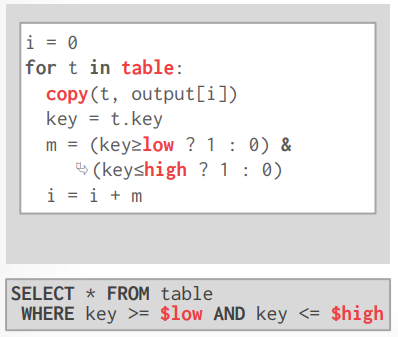 i = 0
for t in table:
copy(t, output[i])
key = t.key
m = (key≥low ? 1 : 0) &
↪(key≤high ? 1 : 0)
i = i + m
SELECT * FROM table
WHERE key >= $low AND key <= $high